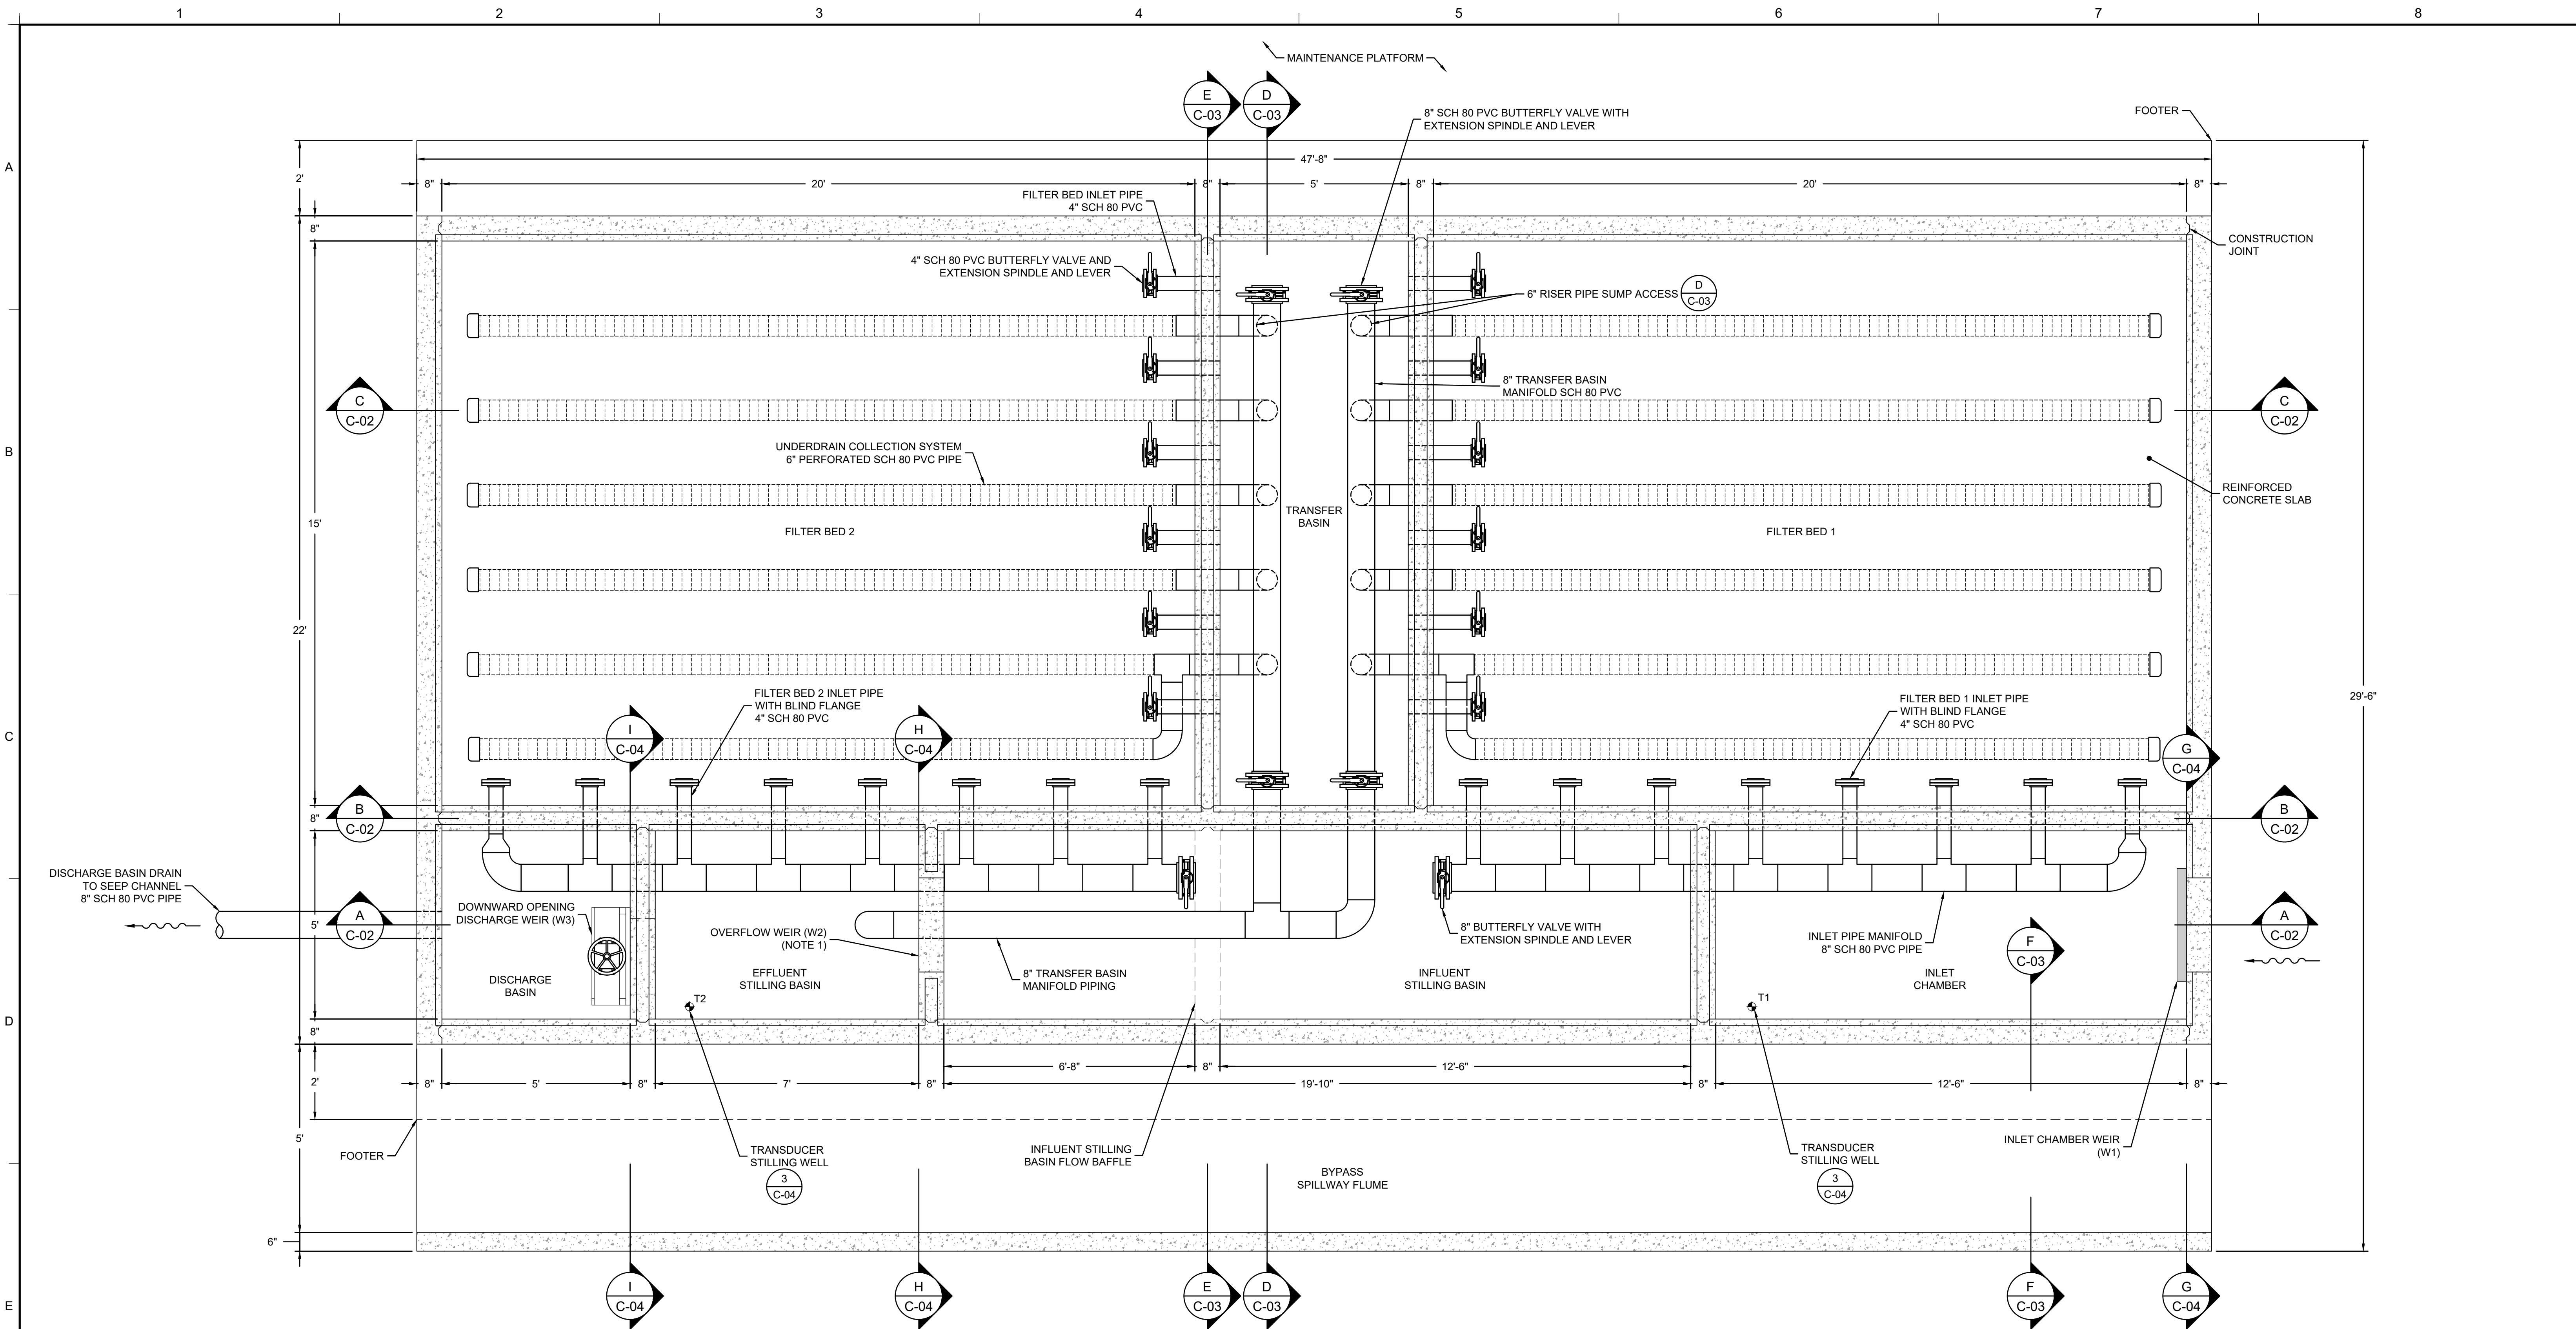 1 2 3 4 5 6 7 8
MAINTENANCE PLATFORM
E
C-03
D
C-03
8" SCH 80 PVC BUTTERFLY VALVE WITH
EXTENSION SPINDLE AND LEVER
FOOTER
A
2'
47'-8"
8" 20' 8" 5' 8" 20' 8"
FILTER BED INLET PIPE
4" SCH 80 PVC
8"
CONSTRUCTION
JOINT
4" SCH 80 PVC BUTTERFLY VALVE AND
EXTENSION SPINDLE AND LEVER
6" RISER PIPE SUMP ACCESS
D
C-03
8" TRANSFER BASIN
MANIFOLD SCH 80 PVC
C
C-02
C
C-02
B
UNDERDRAIN COLLECTION SYSTEM
6" PERFORATED SCH 80 PVC PIPE
REINFORCED
CONCRETE SLAB
15'
TRANSFER
BASIN
FILTER BED 2
FILTER BED 1
22'
29'-6"
FILTER BED 2 INLET PIPE
WITH BLIND FLANGE
4" SCH 80 PVC
FILTER BED 1 INLET PIPE
WITH BLIND FLANGE
4" SCH 80 PVC
C
I
C-04
H
C-04
G
C-04
8"
B
C-02
B
C-02
DISCHARGE BASIN DRAIN
TO SEEP CHANNEL
8" SCH 80 PVC PIPE
DOWNWARD OPENING
DISCHARGE WEIR (W3)
A
C-02
A
C-02
5'
OVERFLOW WEIR (W2)
(NOTE 1)
8" BUTTERFLY VALVE WITH
EXTENSION SPINDLE AND LEVER
INLET PIPE MANIFOLD
8" SCH 80 PVC PIPE
F
C-03
DISCHARGE
BASIN
EFFLUENT
STILLING BASIN
8" TRANSFER BASIN
MANIFOLD PIPING
INFLUENT
STILLING BASIN
INLET
CHAMBER
T2
T1
D
8"
6'-8" 8" 12'-6"
2'
8" 5' 8" 7' 8" 19'-10" 8" 12'-6" 8"
5'
FOOTER
TRANSDUCER
STILLING WELL
3
C-04
INFLUENT STILLING
BASIN FLOW BAFFLE
BYPASS
SPILLWAY FLUME
TRANSDUCER
STILLING WELL
3
C-04
INLET CHAMBER WEIR
(W1)
6"
E
I
C-04
H
C-04
E
C-03
D
C-03
F
C-03
G
C-04